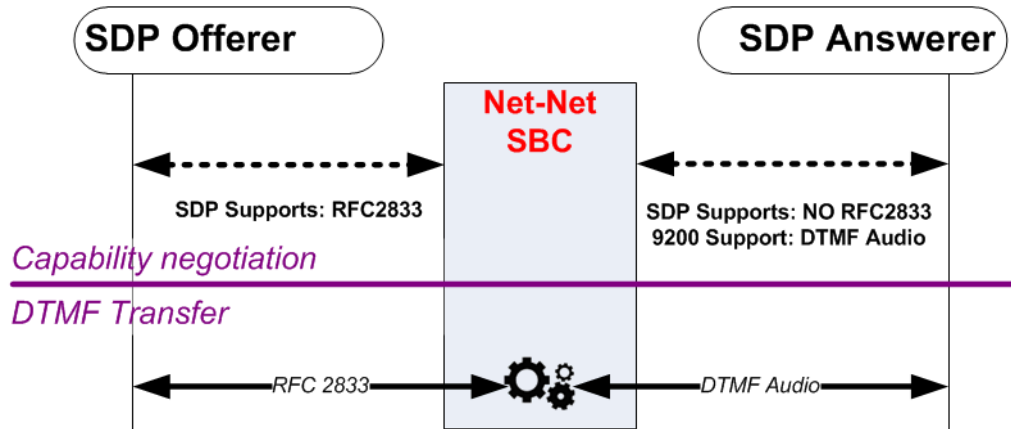 SDP Offerer
SDP Answerer
Net-Net
SBC
SDP Supports: RFC2833
SDP Supports: NO RFC2833
9200 Support: DTMF Audio
Capability negotiation
DTMF Transfer
RFC 2833
DTMF Audio